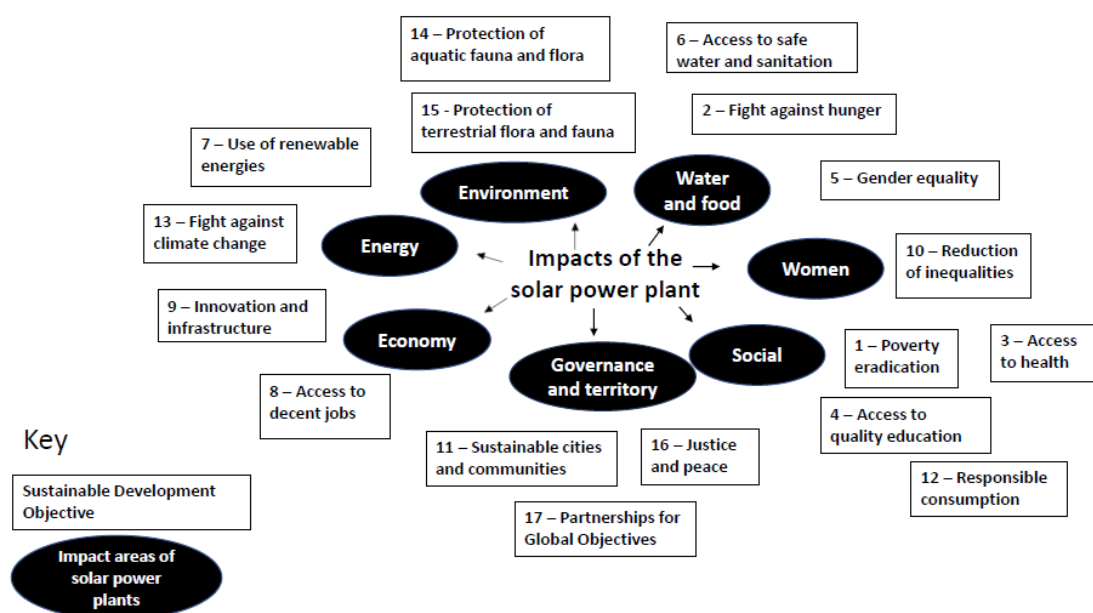 14 – Protection of
aquatic fauna and flora
6 – Access to safe
water and sanitation
15 - Protection of
terrestrial flora and fauna
2 – Fight against hunger
7 – Use of renewable
energies
Environment
Water
and food
5 – Gender equality
13 – Fight against
climate change
Energy
Impacts of the
solar power plant
Women
10 – Reduction
of inequalities
9 – Innovation and
infrastructure
Economy
Governance
and territory
Social
1 – Poverty
eradication
3 – Access
to health
8 – Access to
decent jobs
4 – Access to
quality education
11 – Sustainable cities
and communities
16 – Justice
and peace
12 – Responsible
consumption
17 – Partnerships for
Global Objectives
Key
Sustainable Development
Objective
Impact areas of
solar power
plants